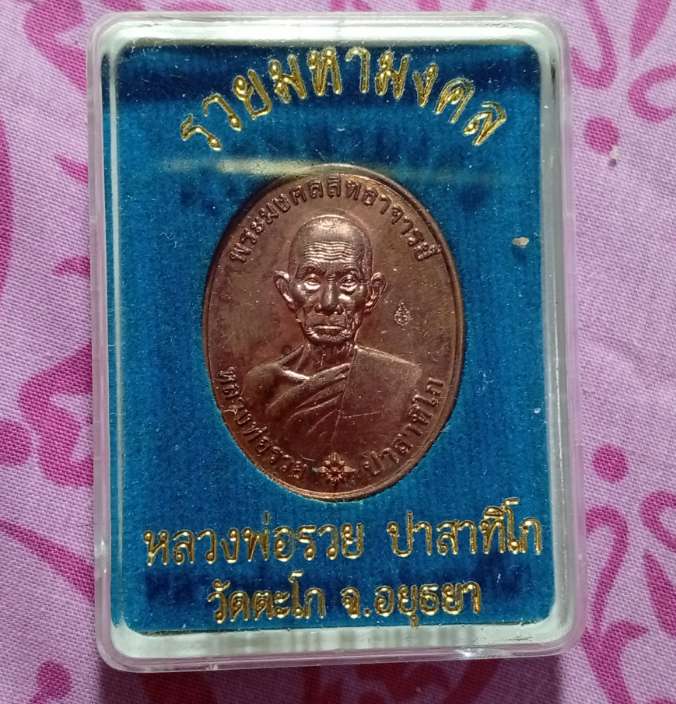 รวยมหามงคล
พระมงคลสิทธาจารย์
หลวงพ่อรวย ปาสาทิโก
หลวงพ่อรวย ปาสาทิโก
วัดตะโก จ.อยุธยา